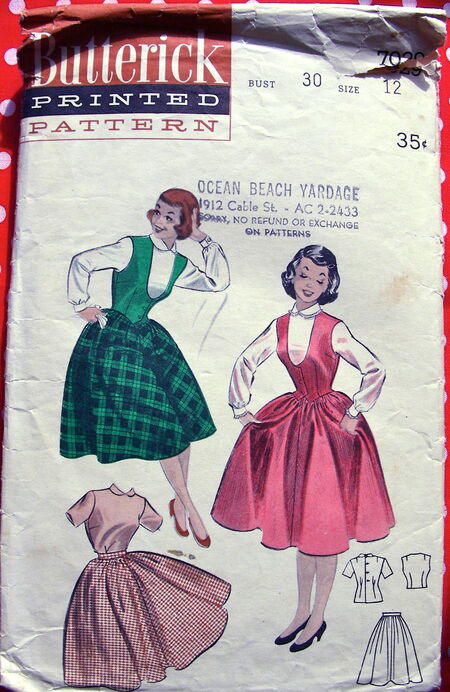 Butterick
PRINTED
PATTERN
BUST 30 SIZE 12
35¢
OCEAN BEACH YARDAGE
1912 Cable St. - AC 2-2433
SORRY, NO REFUND OR EXCHANGE
ON PATTERNS